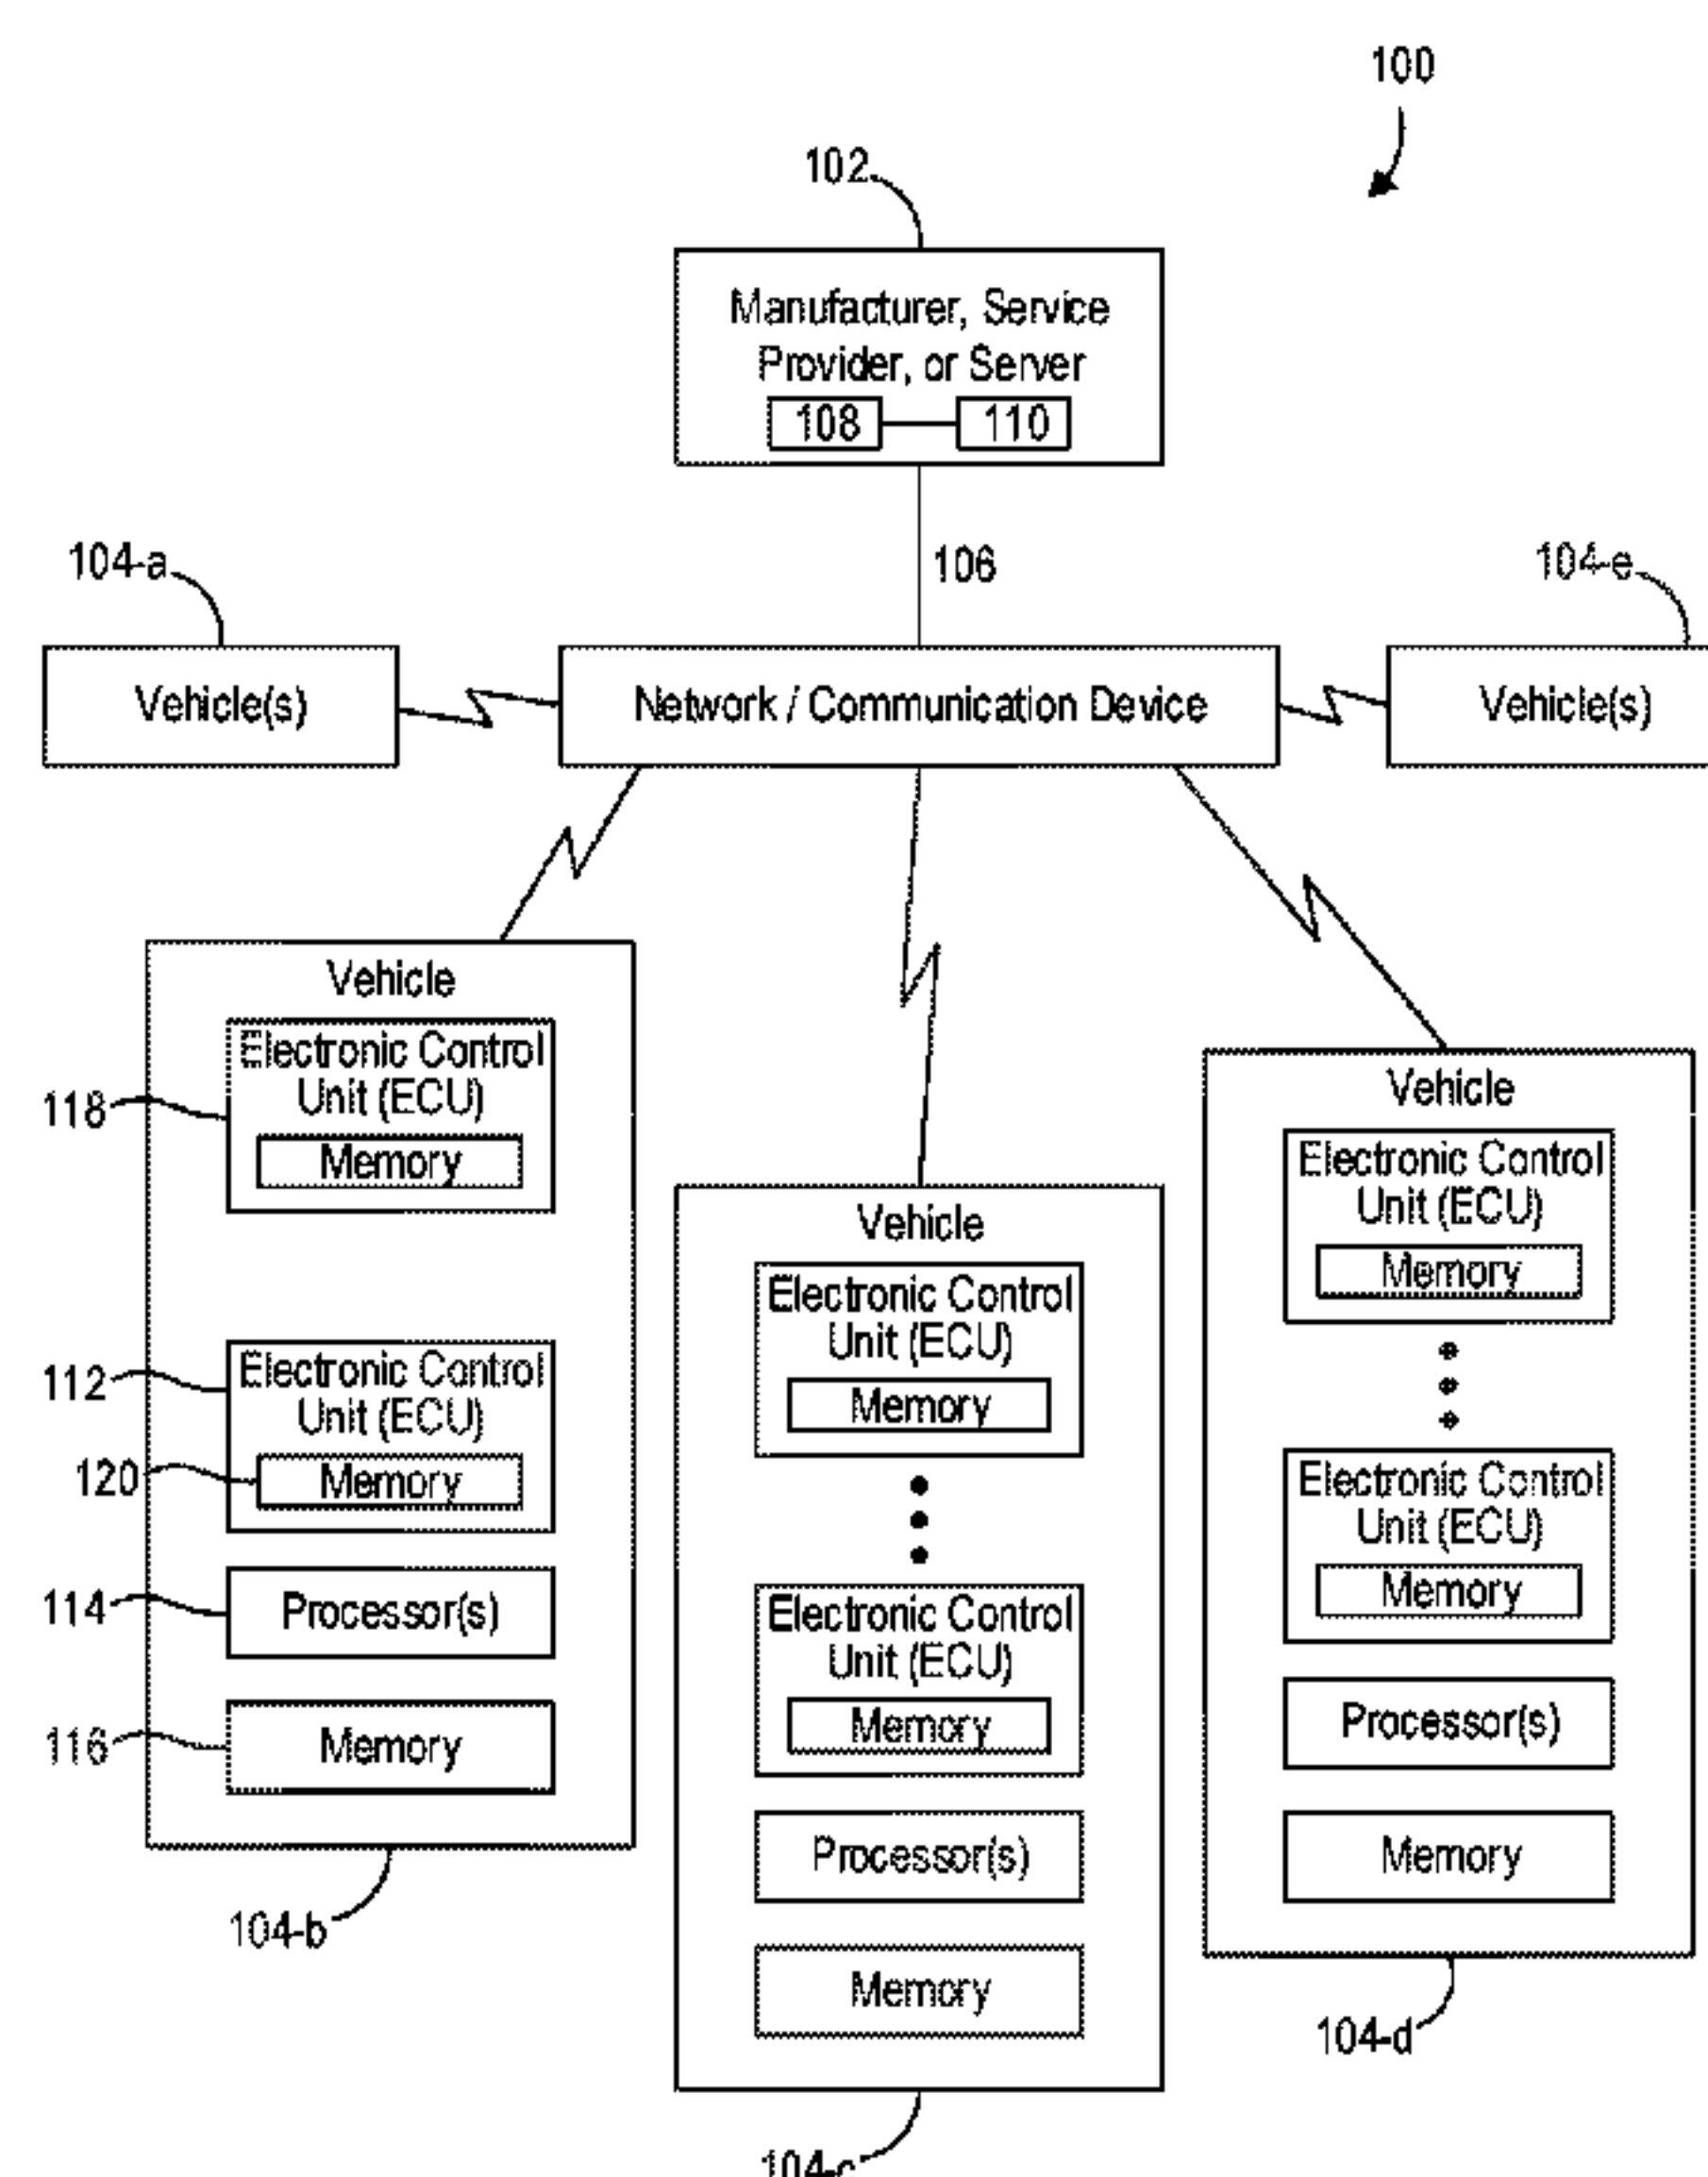 100
102
Manufacturer, Service
Provider, or Server
108
110
106
104-a
104-e
Vehicle(s)
Network / Communication Device
Vehicle(s)
Vehicle
Electronic Control
Unit (ECU)
Memory
118
Electronic Control
Unit (ECU)
Memory
112
120
Processor(s)
114
Memory
116
104-b
Vehicle
Electronic Control
Unit (ECU)
Memory
Electronic Control
Unit (ECU)
Memory
Processor(s)
Memory
104-c
Vehicle
Electronic Control
Unit (ECU)
Memory
Electronic Control
Unit (ECU)
Memory
Processor(s)
Memory
104-d